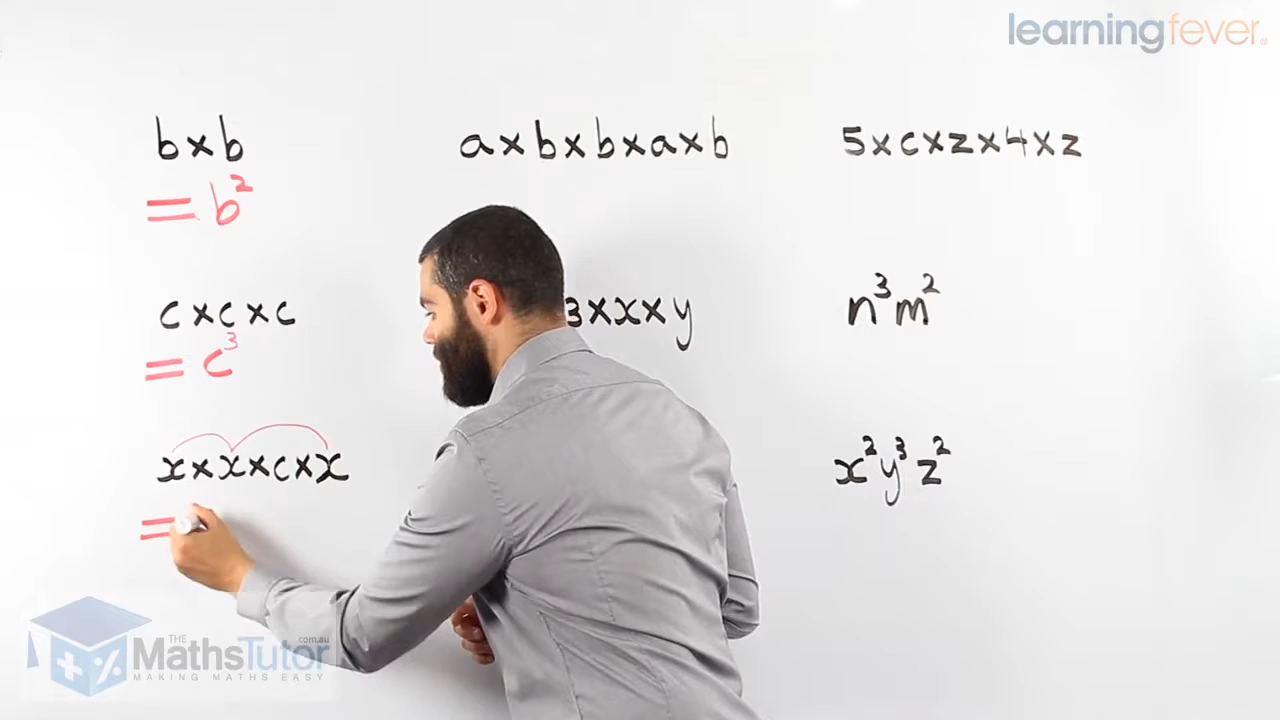 learningfever
b×b
= b²
c×c×c
= c³
x×x×c×x
=
a×b×b×a×b
3×x×y
5×c×z×4×z
n³m²
x²y³z²
THE MathsTutor .com.au
MAKING MATHS EASY